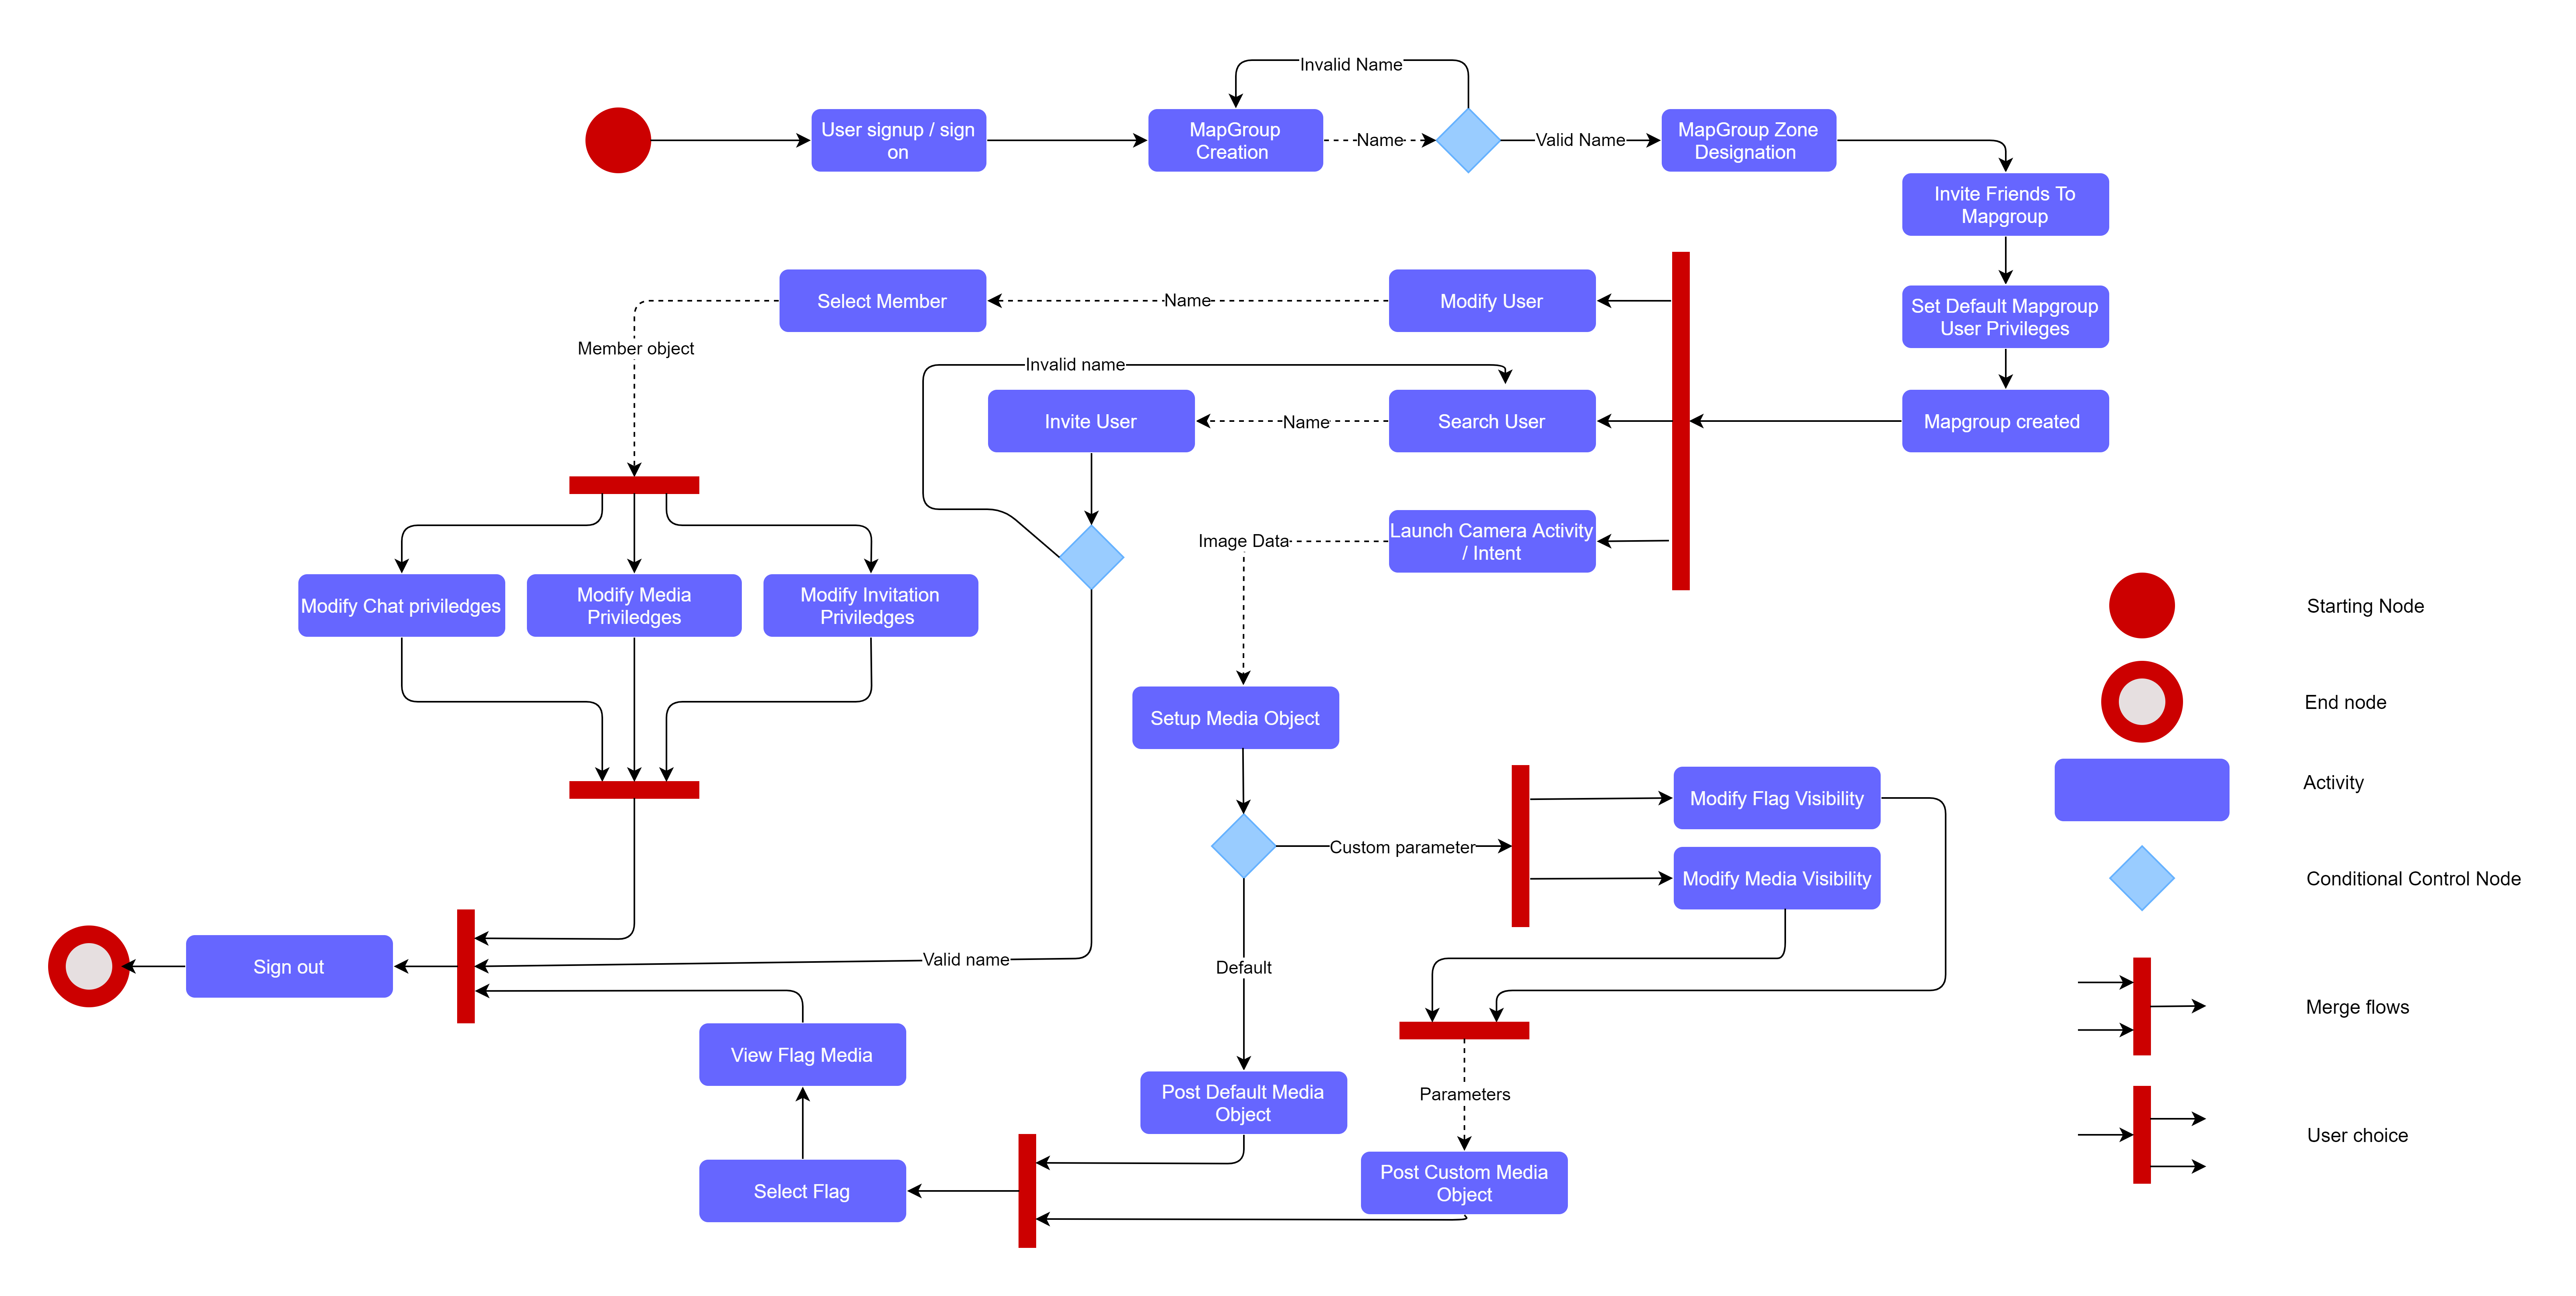 Invalid Name
User signup / sign
on
MapGroup
Creation
Name
Valid Name
MapGroup Zone
Designation
Invite Friends To
Mapgroup
Select Member
Name
Modify User
Set Default Mapgroup
User Privileges
Member object
Invalid name
Invite User
Name
Search User
Mapgroup created
Image Data
Launch Camera Activity
/ Intent
Modify Chat priviledges
Modify Media
Priviledges
Modify Invitation
Priviledges
Starting Node
Setup Media Object
End node
Modify Flag Visibility
Activity
Custom parameter
Modify Media Visibility
Conditional Control Node
Sign out
Valid name
Default
Merge flows
View Flag Media
Post Default Media
Object
Parameters
User choice
Select Flag
Post Custom Media
Object